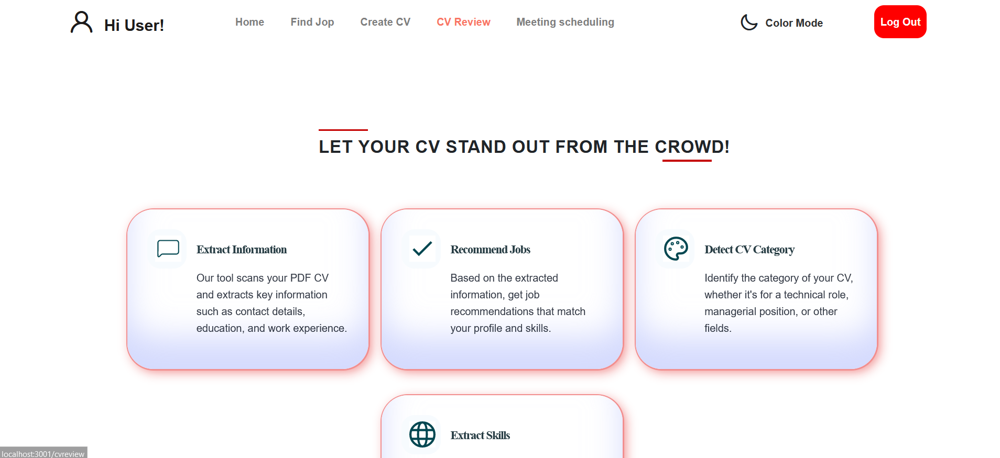 Hi User!
Home
Find Jop
Create CV
CV Review
Meeting scheduling
Color Mode
Log Out
LET YOUR CV STAND OUT FROM THE CROWD!
Extract Information
Our tool scans your PDF CV
and extracts key information
such as contact details,
education, and work experience.
Recommend Jobs
Based on the extracted
information, get job
recommendations that match
your profile and skills.
Detect CV Category
Identify the category of your CV,
whether it's for a technical role,
managerial position, or other
fields.
Extract Skills
localhost:3001/cvreview